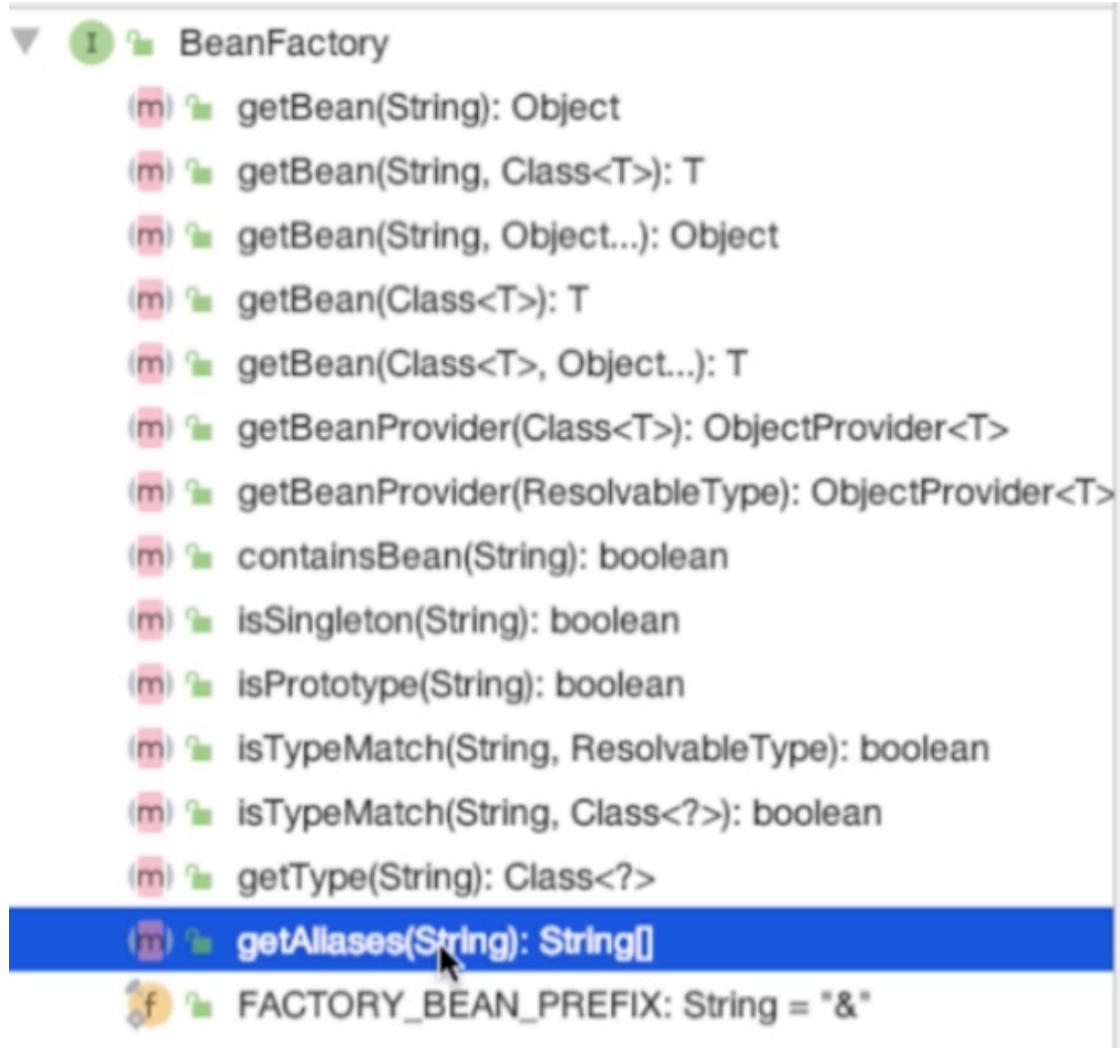 BeanFactory
getBean(String): Object
getBean(String, Class<T>): T
getBean(String, Object...): Object
getBean(Class<T>): T
getBean(Class<T>, Object...): T
getBeanProvider(Class<T>): ObjectProvider<T>
getBeanProvider(ResolvableType): ObjectProvider<T>
containsBean(String): boolean
isSingleton(String): boolean
isPrototype(String): boolean
isTypeMatch(String, ResolvableType): boolean
isTypeMatch(String, Class<?>): boolean
getType(String): Class<?>
getAliases(String): String[]
FACTORY_BEAN_PREFIX: String = "&"